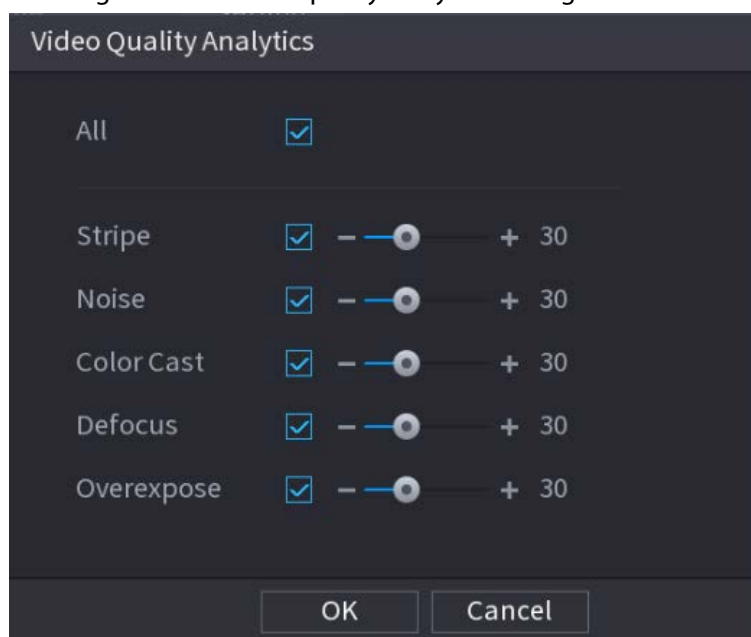 Video Quality Analytics
All
Stripe 30
Noise 30
Color Cast 30
Defocus 30
Overexpose 30
OK Cancel